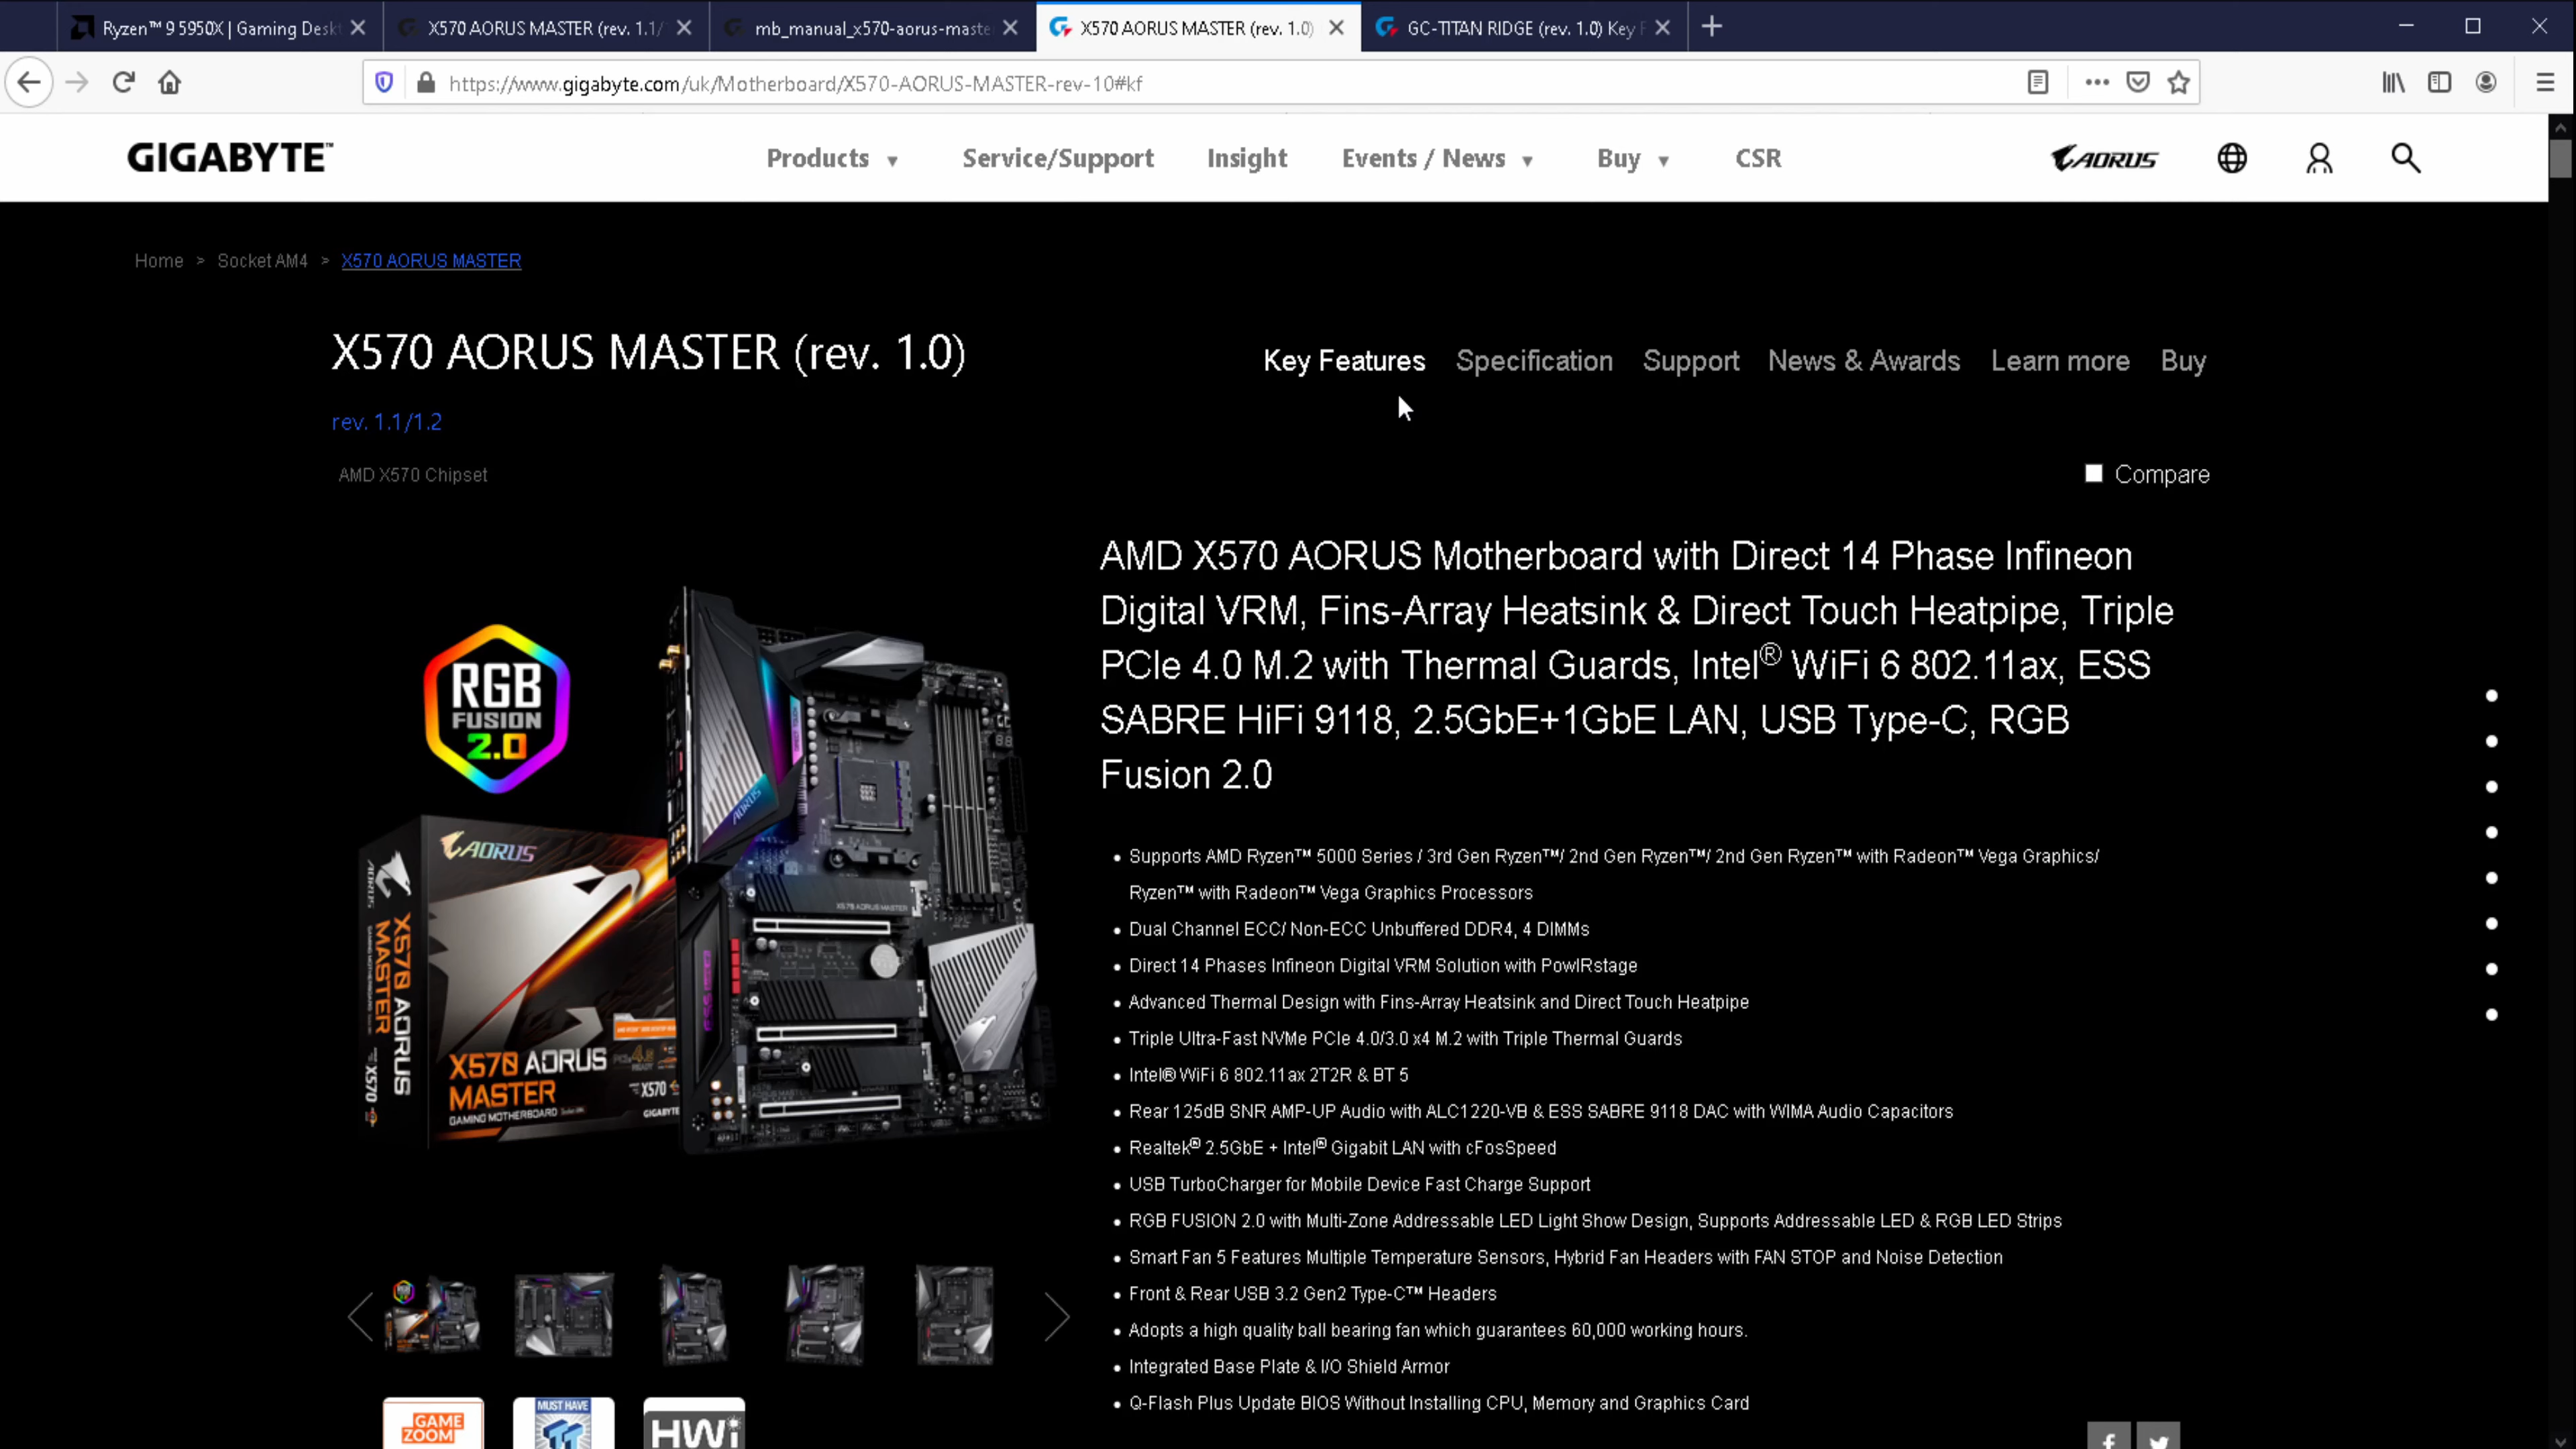 Ryzen™ 9 5950X | Gaming Deskt
X570 AORUS MASTER (rev. 1.1/
mb_manual_x570-aorus-maste
X570 AORUS MASTER (rev. 1.0)
GC-TITAN RIDGE (rev. 1.0) Key F
https://www.gigabyte.com/uk/Motherboard/X570-AORUS-MASTER-rev-10#kf
GIGABYTE™
Products ▼ Service/Support Insight Events / News ▼ Buy ▼ CSR
AORUS
Home > Socket AM4 > X570 AORUS MASTER
X570 AORUS MASTER (rev. 1.0)
Key Features Specification Support News & Awards Learn more Buy
rev. 1.1/1.2
AMD X570 Chipset
Compare
AMD X570 AORUS Motherboard with Direct 14 Phase Infineon
Digital VRM, Fins-Array Heatsink & Direct Touch Heatpipe, Triple
PCIe 4.0 M.2 with Thermal Guards, Intel® WiFi 6 802.11ax, ESS
SABRE HiFi 9118, 2.5GbE+1GbE LAN, USB Type-C, RGB
Fusion 2.0
RGB
FUSION
2.0
AORUS
AORUS
X570 AORUS
MASTER
X570
X570 AORUS
MASTER
GAMING MOTHERBOARD
X570
GIGABYTE
AORUS
X570 AORUS MASTER
• Supports AMD Ryzen™ 5000 Series / 3rd Gen Ryzen™/ 2nd Gen Ryzen™/ 2nd Gen Ryzen™ with Radeon™ Vega Graphics/
Ryzen™ with Radeon™ Vega Graphics Processors
• Dual Channel ECC/ Non-ECC Unbuffered DDR4, 4 DIMMs
• Direct 14 Phases Infineon Digital VRM Solution with PowIRstage
• Advanced Thermal Design with Fins-Array Heatsink and Direct Touch Heatpipe
• Triple Ultra-Fast NVMe PCIe 4.0/3.0 x4 M.2 with Triple Thermal Guards
• Intel® WiFi 6 802.11ax 2T2R & BT 5
• Rear 125dB SNR AMP-UP Audio with ALC1220-VB & ESS SABRE 9118 DAC with WIMA Audio Capacitors
• Realtek® 2.5GbE + Intel® Gigabit LAN with cFosSpeed
• USB TurboCharger for Mobile Device Fast Charge Support
• RGB FUSION 2.0 with Multi-Zone Addressable LED Light Show Design, Supports Addressable LED & RGB LED Strips
• Smart Fan 5 Features Multiple Temperature Sensors, Hybrid Fan Headers with FAN STOP and Noise Detection
• Front & Rear USB 3.2 Gen2 Type-C™ Headers
• Adopts a high quality ball bearing fan which guarantees 60,000 working hours.
• Integrated Base Plate & I/O Shield Armor
• Q-Flash Plus Update BIOS Without Installing CPU, Memory and Graphics Card
GAME
ZOOM
MUST HAVE
TT
HWi